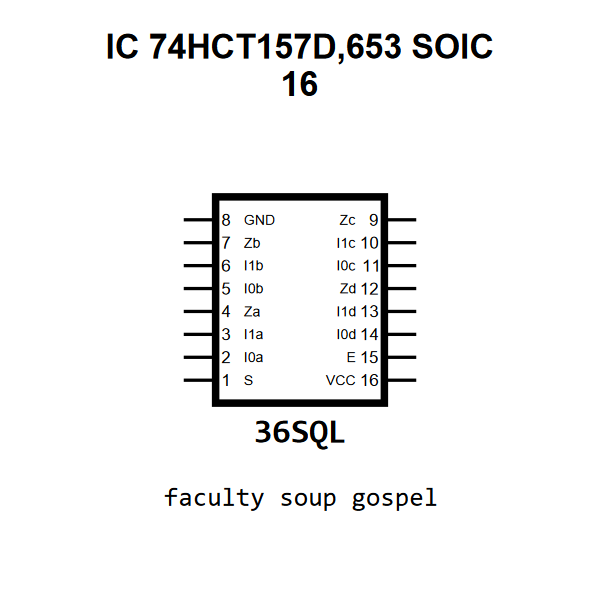 IC 74HCT157D,653 SOIC
16
8 GND Zc 9
7 Zb I1c 10
6 I1b I0c 11
5 I0b Zd 12
4 Za I1d 13
3 I1a I0d 14
2 I0a E 15
1 S VCC 16
36SQL
faculty soup gospel